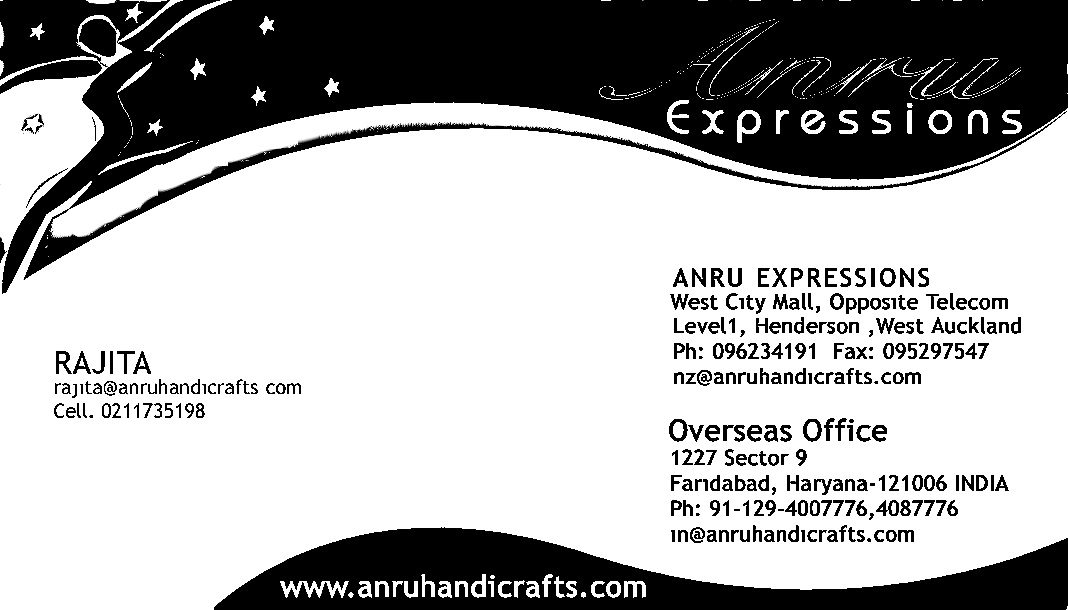 Anru
Expressions
ANRU EXPRESSIONS
West City Mall, Opposite Telecom
Level1, Henderson ,West Auckland
Ph: 096234191 Fax: 095297547
nz@anruhandicrafts.com
RAJITA
rajita@anruhandicrafts com
Cell. 0211735198
Overseas Office
1227 Sector 9
Faridabad, Haryana-121006 INDIA
Ph: 91-129-4007776,4087776
in@anruhandicrafts.com
www.anruhandicrafts.com